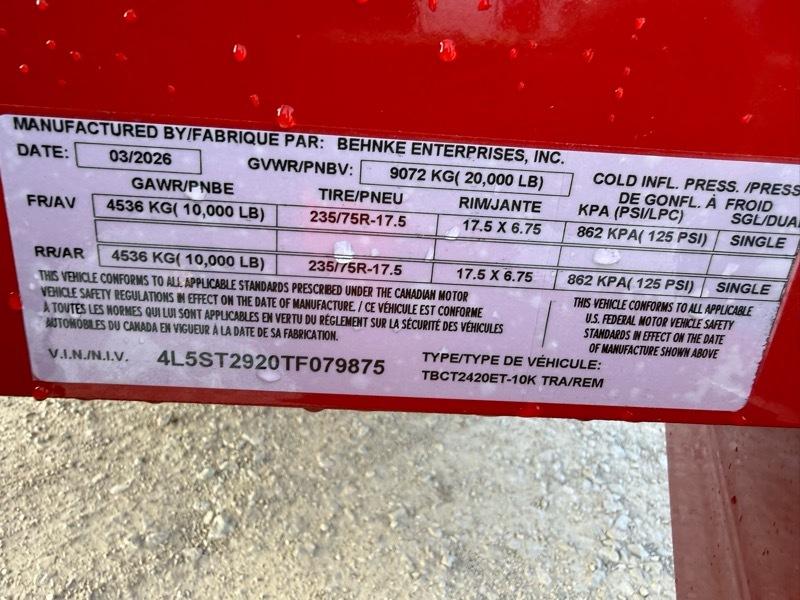 MANUFACTURED BY/FABRIQUE PAR: BEHNKE ENTERPRISES, INC.
DATE: 03/2026 GVWR/PNBV: 9072 KG( 20,000 LB) COLD INFL. PRESS. /PRESS
GAWR/PNBE TIRE/PNEU RIM/JANTE DE GONFL. À FROID
KPA (PSI/LPC) SGL/DUAL
FR/AV 4536 KG( 10,000 LB) 235/75R-17.5 17.5 X 6.75 862 KPA( 125 PSI) SINGLE
RR/AR 4536 KG( 10,000 LB) 235/75R-17.5 17.5 X 6.75 862 KPA( 125 PSI) SINGLE
THIS VEHICLE CONFORMS TO ALL APPLICABLE STANDARDS PRESCRIBED UNDER THE CANADIAN MOTOR
VEHICLE SAFETY REGULATIONS IN EFFECT ON THE DATE OF MANUFACTURE. / CE VÉHICULE EST CONFORME
À TOUTES LES NORMES QUI LUI SONT APPLICABLES EN VERTU DU RÉGLEMENT SUR LA SÉCURITÉ DES VÉHICULES
AUTOMOBILES DU CANADA EN VIGUEUR À LA DATE DE SA FABRICATION.
THIS VEHICLE CONFORMS TO ALL APPLICABLE
U.S. FEDERAL MOTOR VEHICLE SAFETY
STANDARDS IN EFFECT ON THE DATE
OF MANUFACTURE SHOWN ABOVE
V.I.N./N.I.V. 4L5ST2920TF079875 TYPE/TYPE DE VÉHICULE:
TBCT2420ET-10K TRA/REM